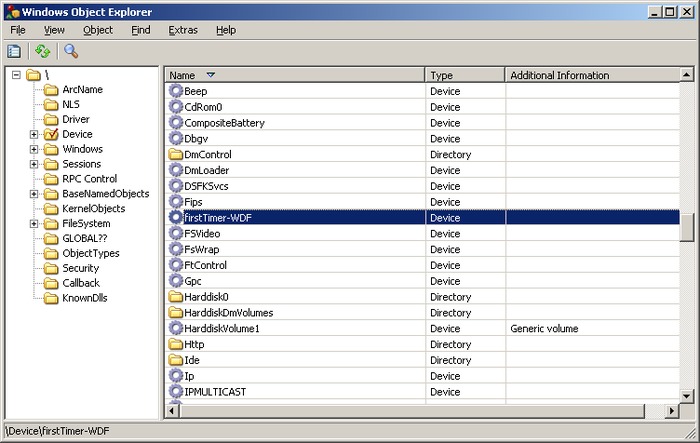 Windows Object Explorer
File View Object Find Extras Help
\
ArcName
NLS
Driver
Device
Windows
Sessions
RPC Control
BaseNamedObjects
KernelObjects
FileSystem
GLOBAL??
ObjectTypes
Security
Callback
KnownDlls
Name Type Additional Information
Beep Device
CdRom0 Device
CompositeBattery Device
Dbgv Device
DmControl Directory
DmLoader Device
DSFKSvcs Device
Fips Device
firstTimer-WDF Device
FSVideo Device
FsWrap Device
FtControl Device
Gpc Device
Harddisk0 Directory
HarddiskDmVolumes Directory
HarddiskVolume1 Device Generic volume
Http Directory
Ide Directory
Ip Device
IPMULTICAST Device
\Device\firstTimer-WDF